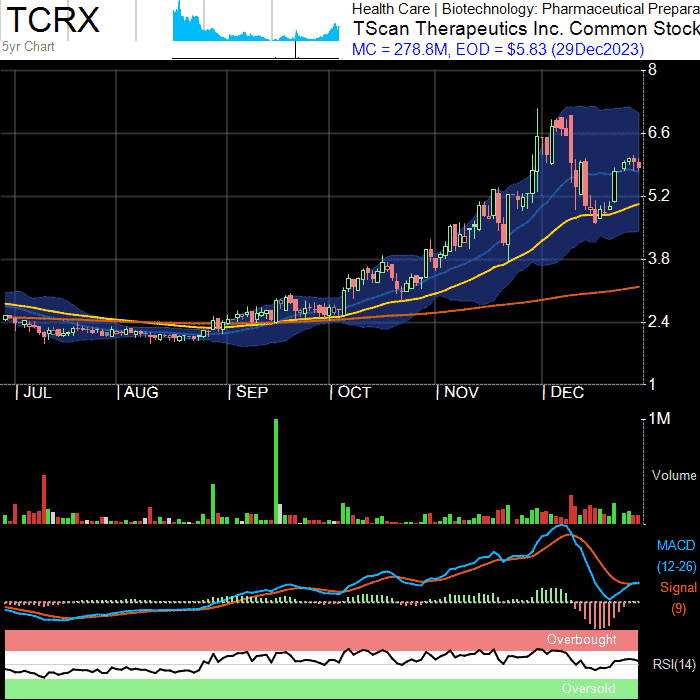 TCRX
5yr Chart
Health Care | Biotechnology: Pharmaceutical Prepara
TScan Therapeutics Inc. Common Stock
MC = 278.8M, EOD = $5.83 (29Dec2023)
8
6.6
5.2
3.8
2.4
1
JUL AUG SEP OCT NOV DEC
1M
Volume
MACD
(12-26)
Signal
(9)
Overbought
RSI(14)
Oversold